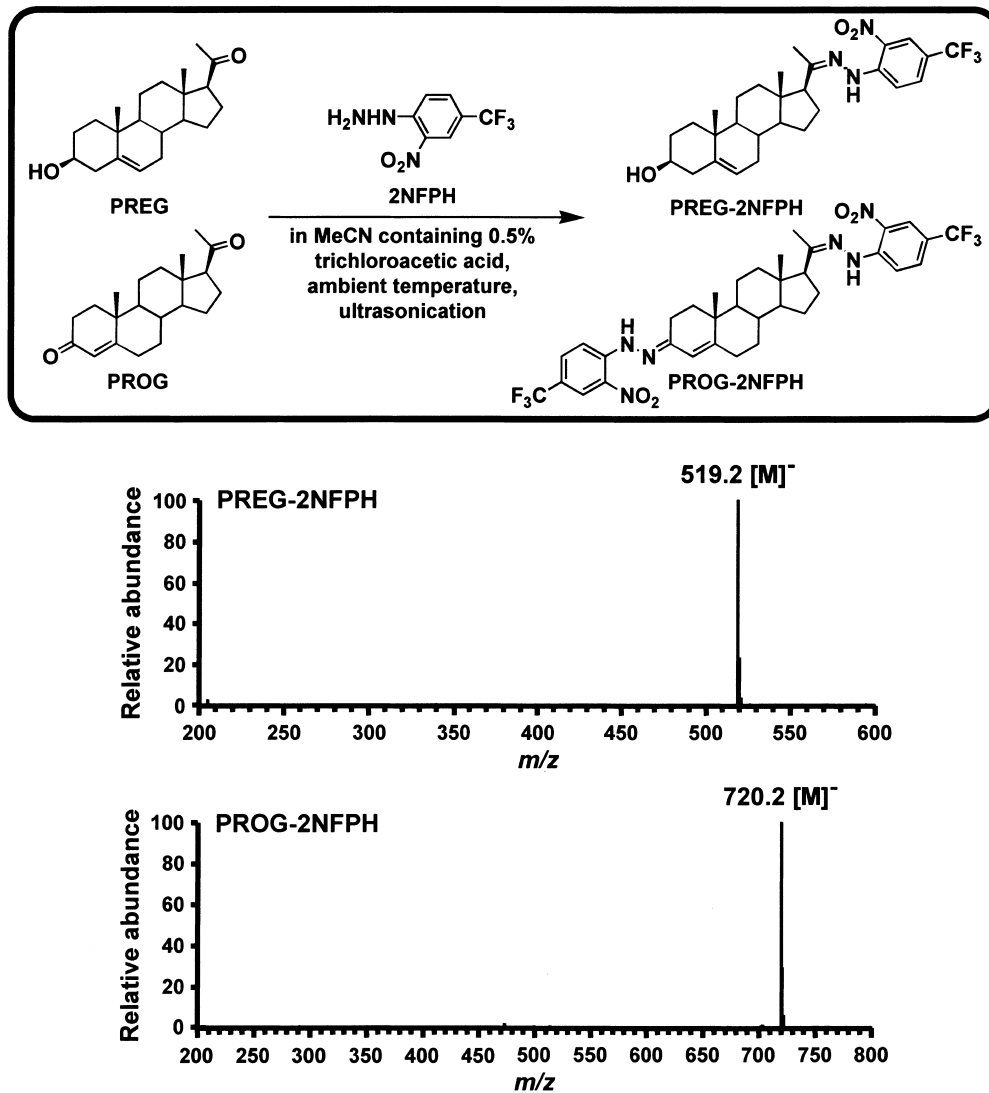 O
HO
PREG
O
O
PROG
H₂NHN
CF₃
O₂N
2NFPH
in MeCN containing 0.5%
trichloroacetic acid,
ambient temperature,
ultrasonication
O₂N
CF₃
N
N
H
HO
PREG-2NFPH
O₂N
CF₃
N
N
H
H
N
N
F₃C
NO₂
PROG-2NFPH
519.2 [M]⁻
PREG-2NFPH
Relative abundance
100
80
60
40
20
0
200 250 300 350 400 450 500 550 600
m/z
720.2 [M]⁻
PROG-2NFPH
Relative abundance
100
80
60
40
20
0
200 250 300 350 400 450 500 550 600 650 700 750 800
m/z